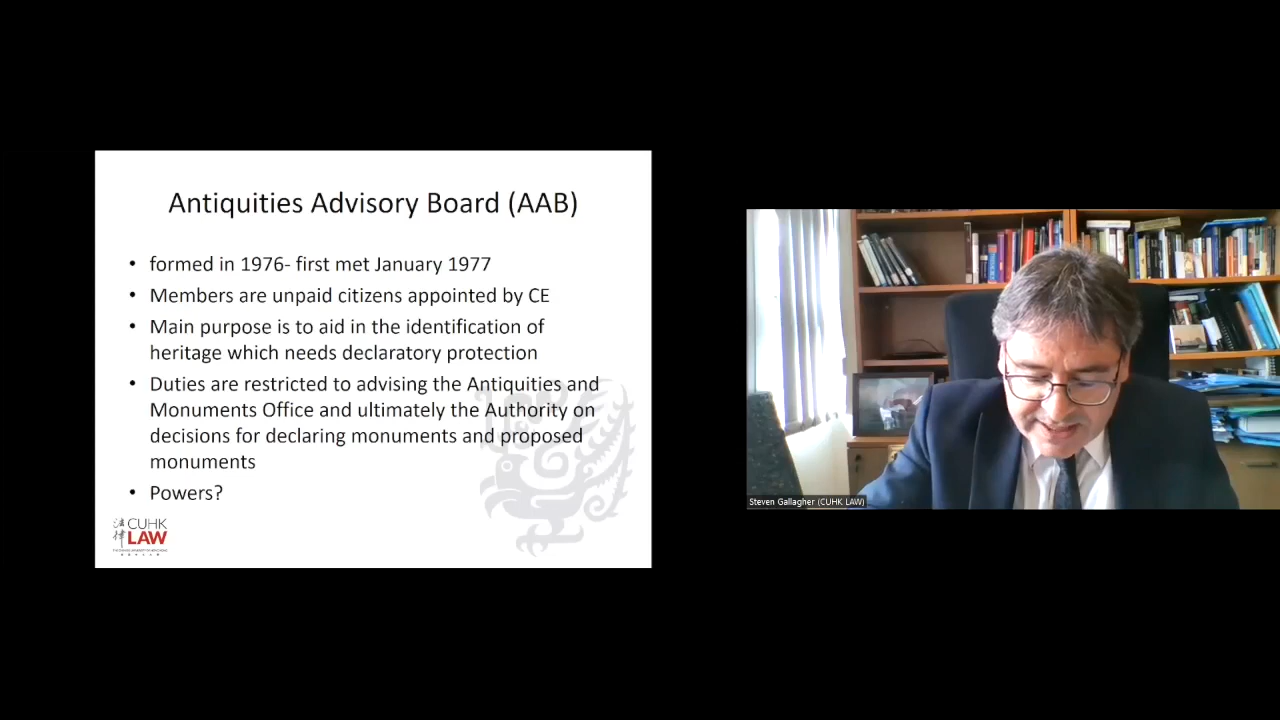 Antiquities Advisory Board (AAB)
• formed in 1976- first met January 1977
• Members are unpaid citizens appointed by CE
• Main purpose is to aid in the identification of
heritage which needs declaratory protection
• Duties are restricted to advising the Antiquities and
Monuments Office and ultimately the Authority on
decisions for declaring monuments and proposed
monuments
• Powers?
法律
CUHK
LAW
Steven Gallagher (CUHK LAW)